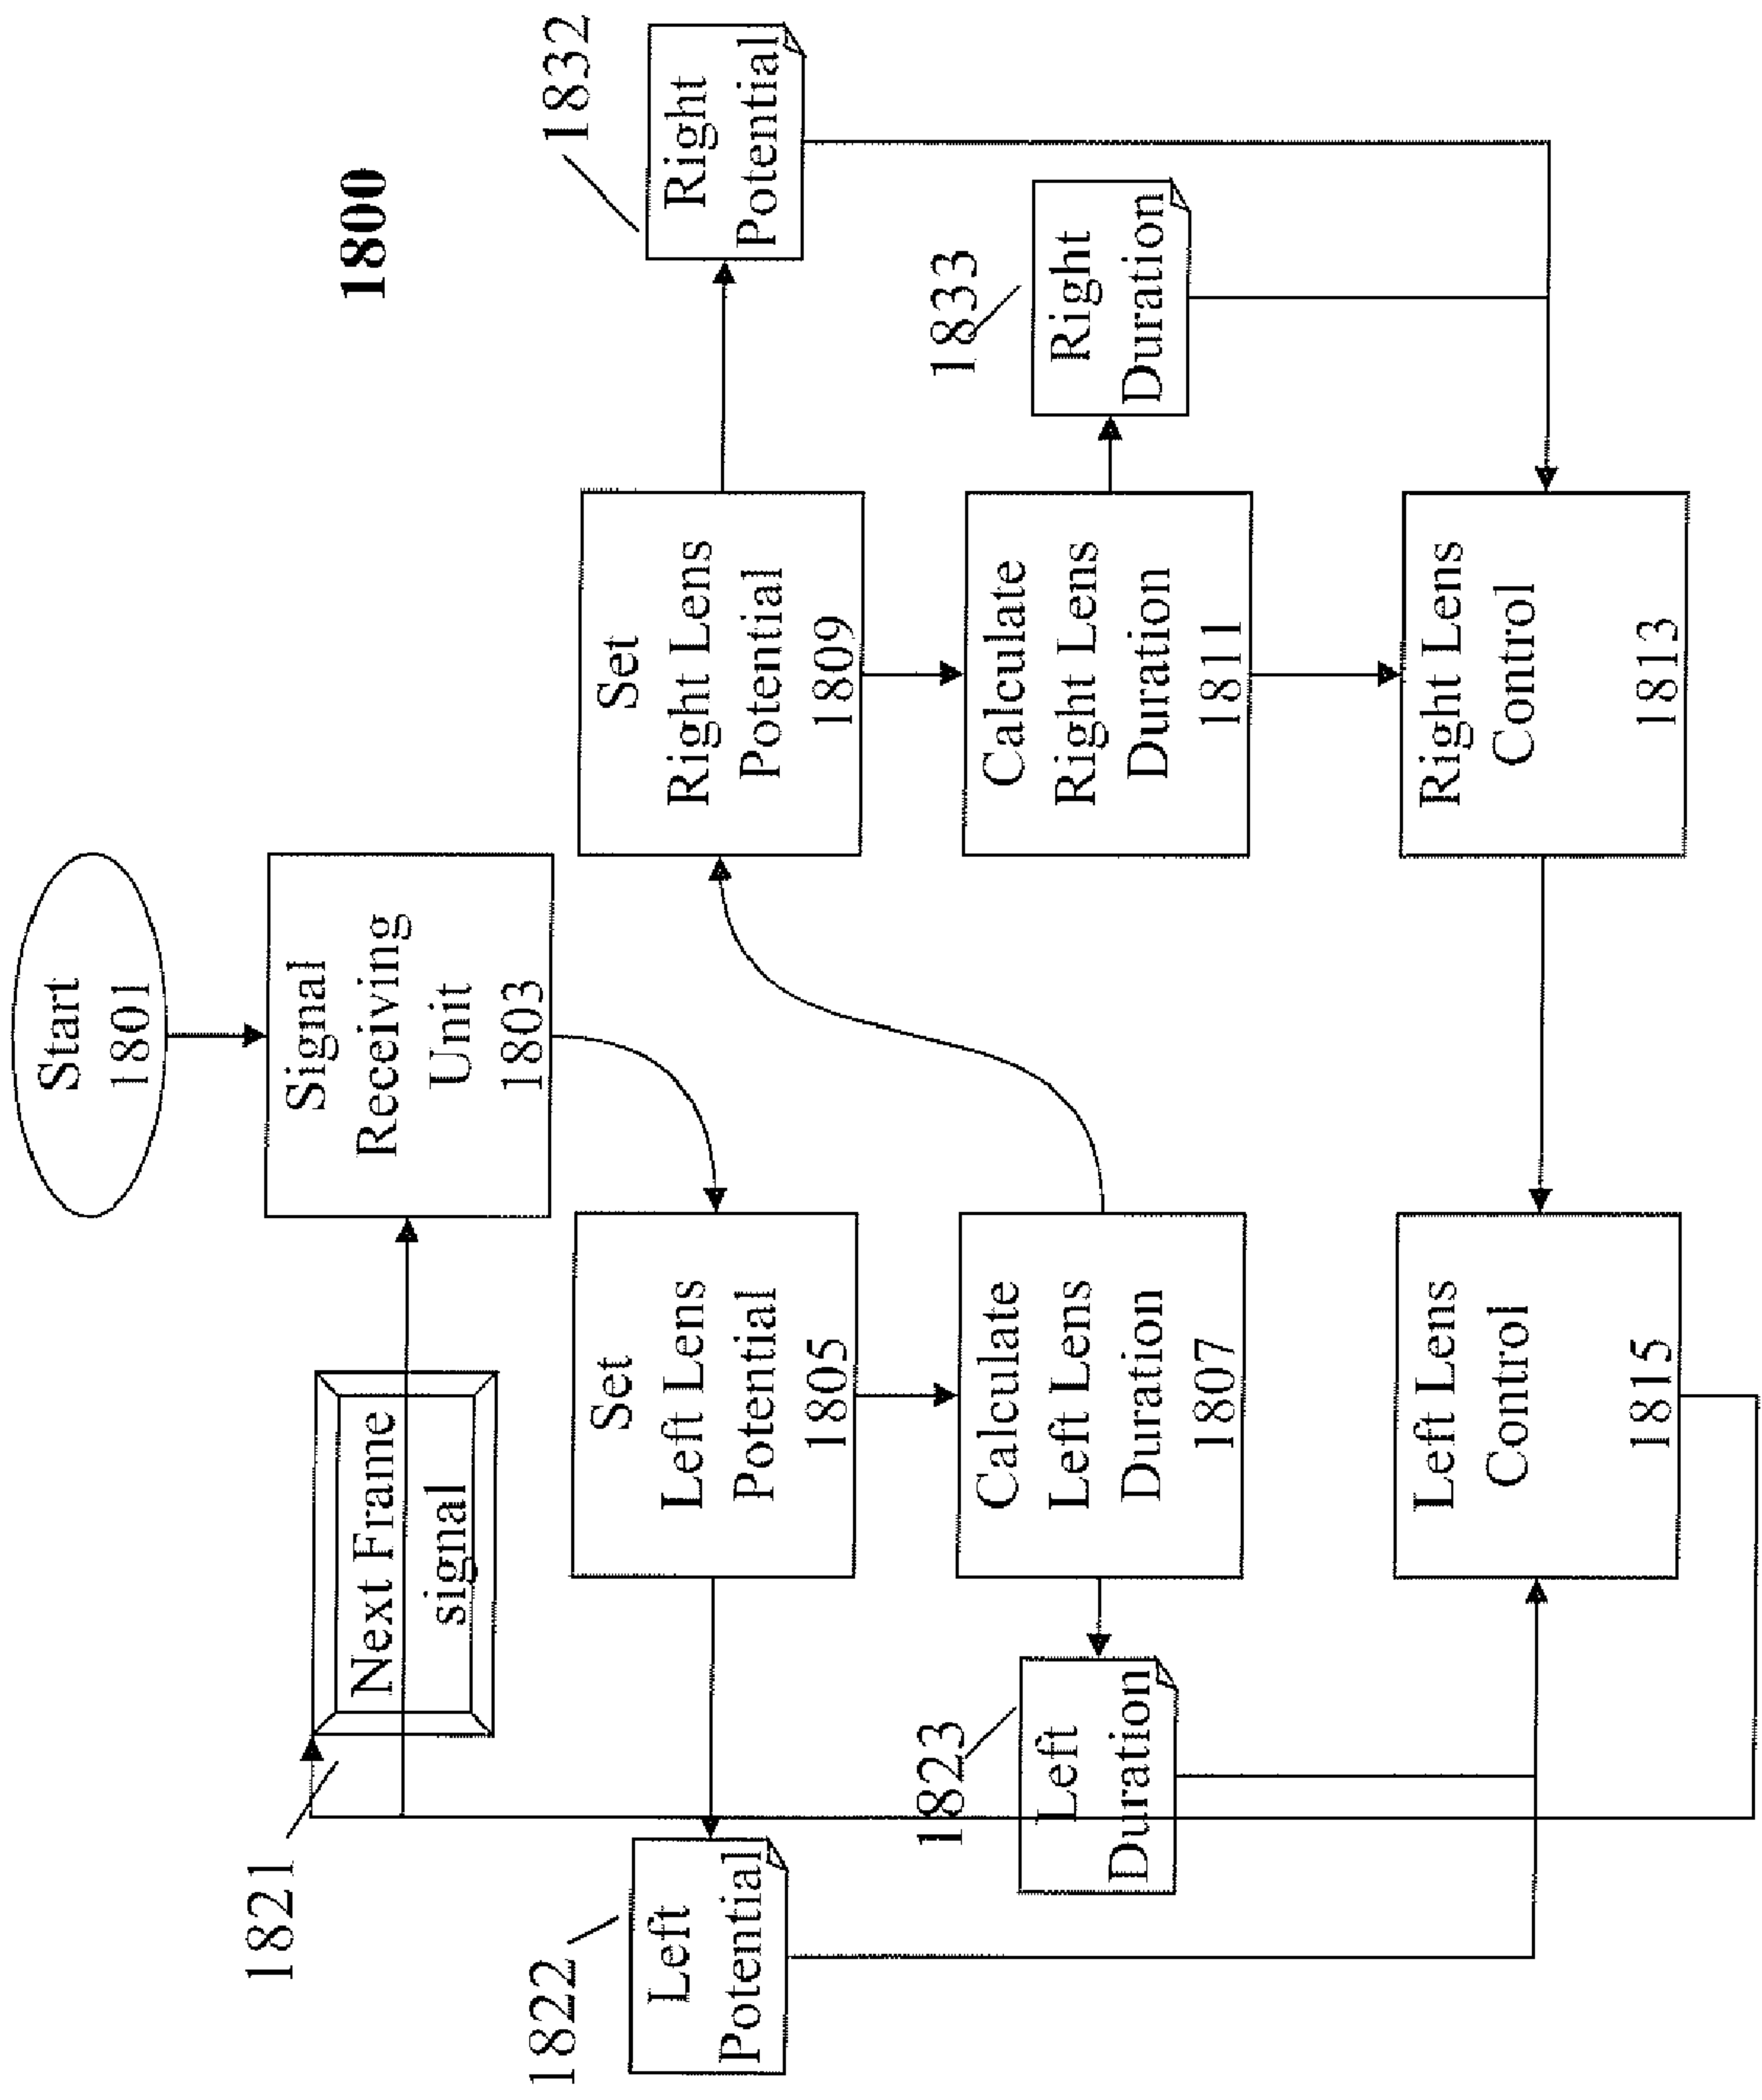 1800
Start
1801
1821
Next Frame
signal
Signal
Receiving
Unit
1803
1822
Left
Potential
Set
Left Lens
Potential
1805
Set
Right Lens
Potential
1809
1832
Right
Potential
1823
Left
Duration
Calculate
Left Lens
Duration
1807
Calculate
Right Lens
Duration
1811
1833
Right
Duration
Left Lens
Control
1815
Right Lens
Control
1813